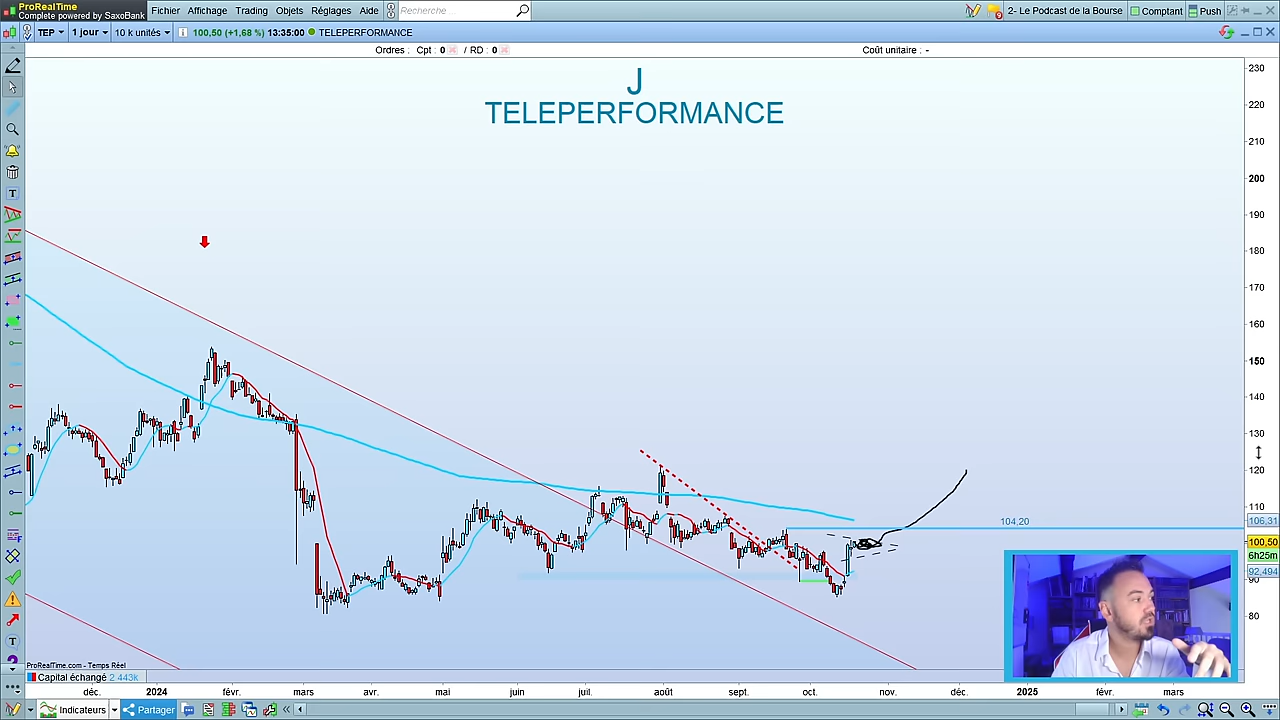 ProRealTime
Complete powered by SaxoBank
Fichier Affichage Trading Objets Réglages Aide Recherche... 2- Le Podcast de la Bourse Comptant Push
TEP 1 jour 10 k unités 100,50 (+1,68 %) 13:35:00 TELEPERFORMANCE
Ordres : Cpt : 0 / RD : 0 Coût unitaire : -
J
TELEPERFORMANCE
230
220
210
200
190
180
170
160
150
140
130
120
110
104,20
106,31
100,50
6h25m
92,494
90
80
ProRealTime.com - Temps Réel
Capital échangé 2 443k
déc. 2024 févr. mars avr. mai juin juil. août sept. oct. nov. déc. 2025 févr. mars
Indicateurs Partager